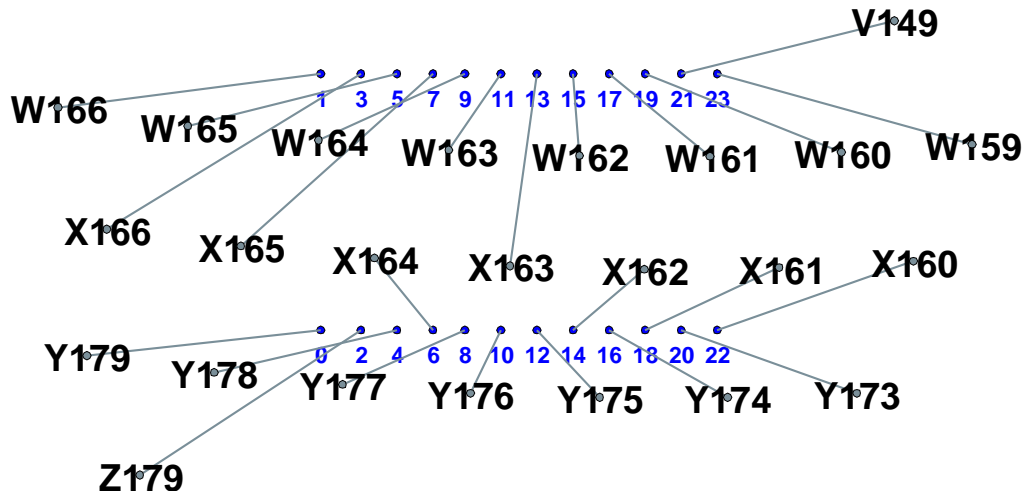 V149
1 3 5 7 9 11 13 15 17 19 21 23
W166 W165 W164 W163 W162 W161 W160 W159
X166 X165 X164 X163 X162 X161 X160
0 2 4 6 8 10 12 14 16 18 20 22
Y179 Y178 Y177 Y176 Y175 Y174 Y173
Z179